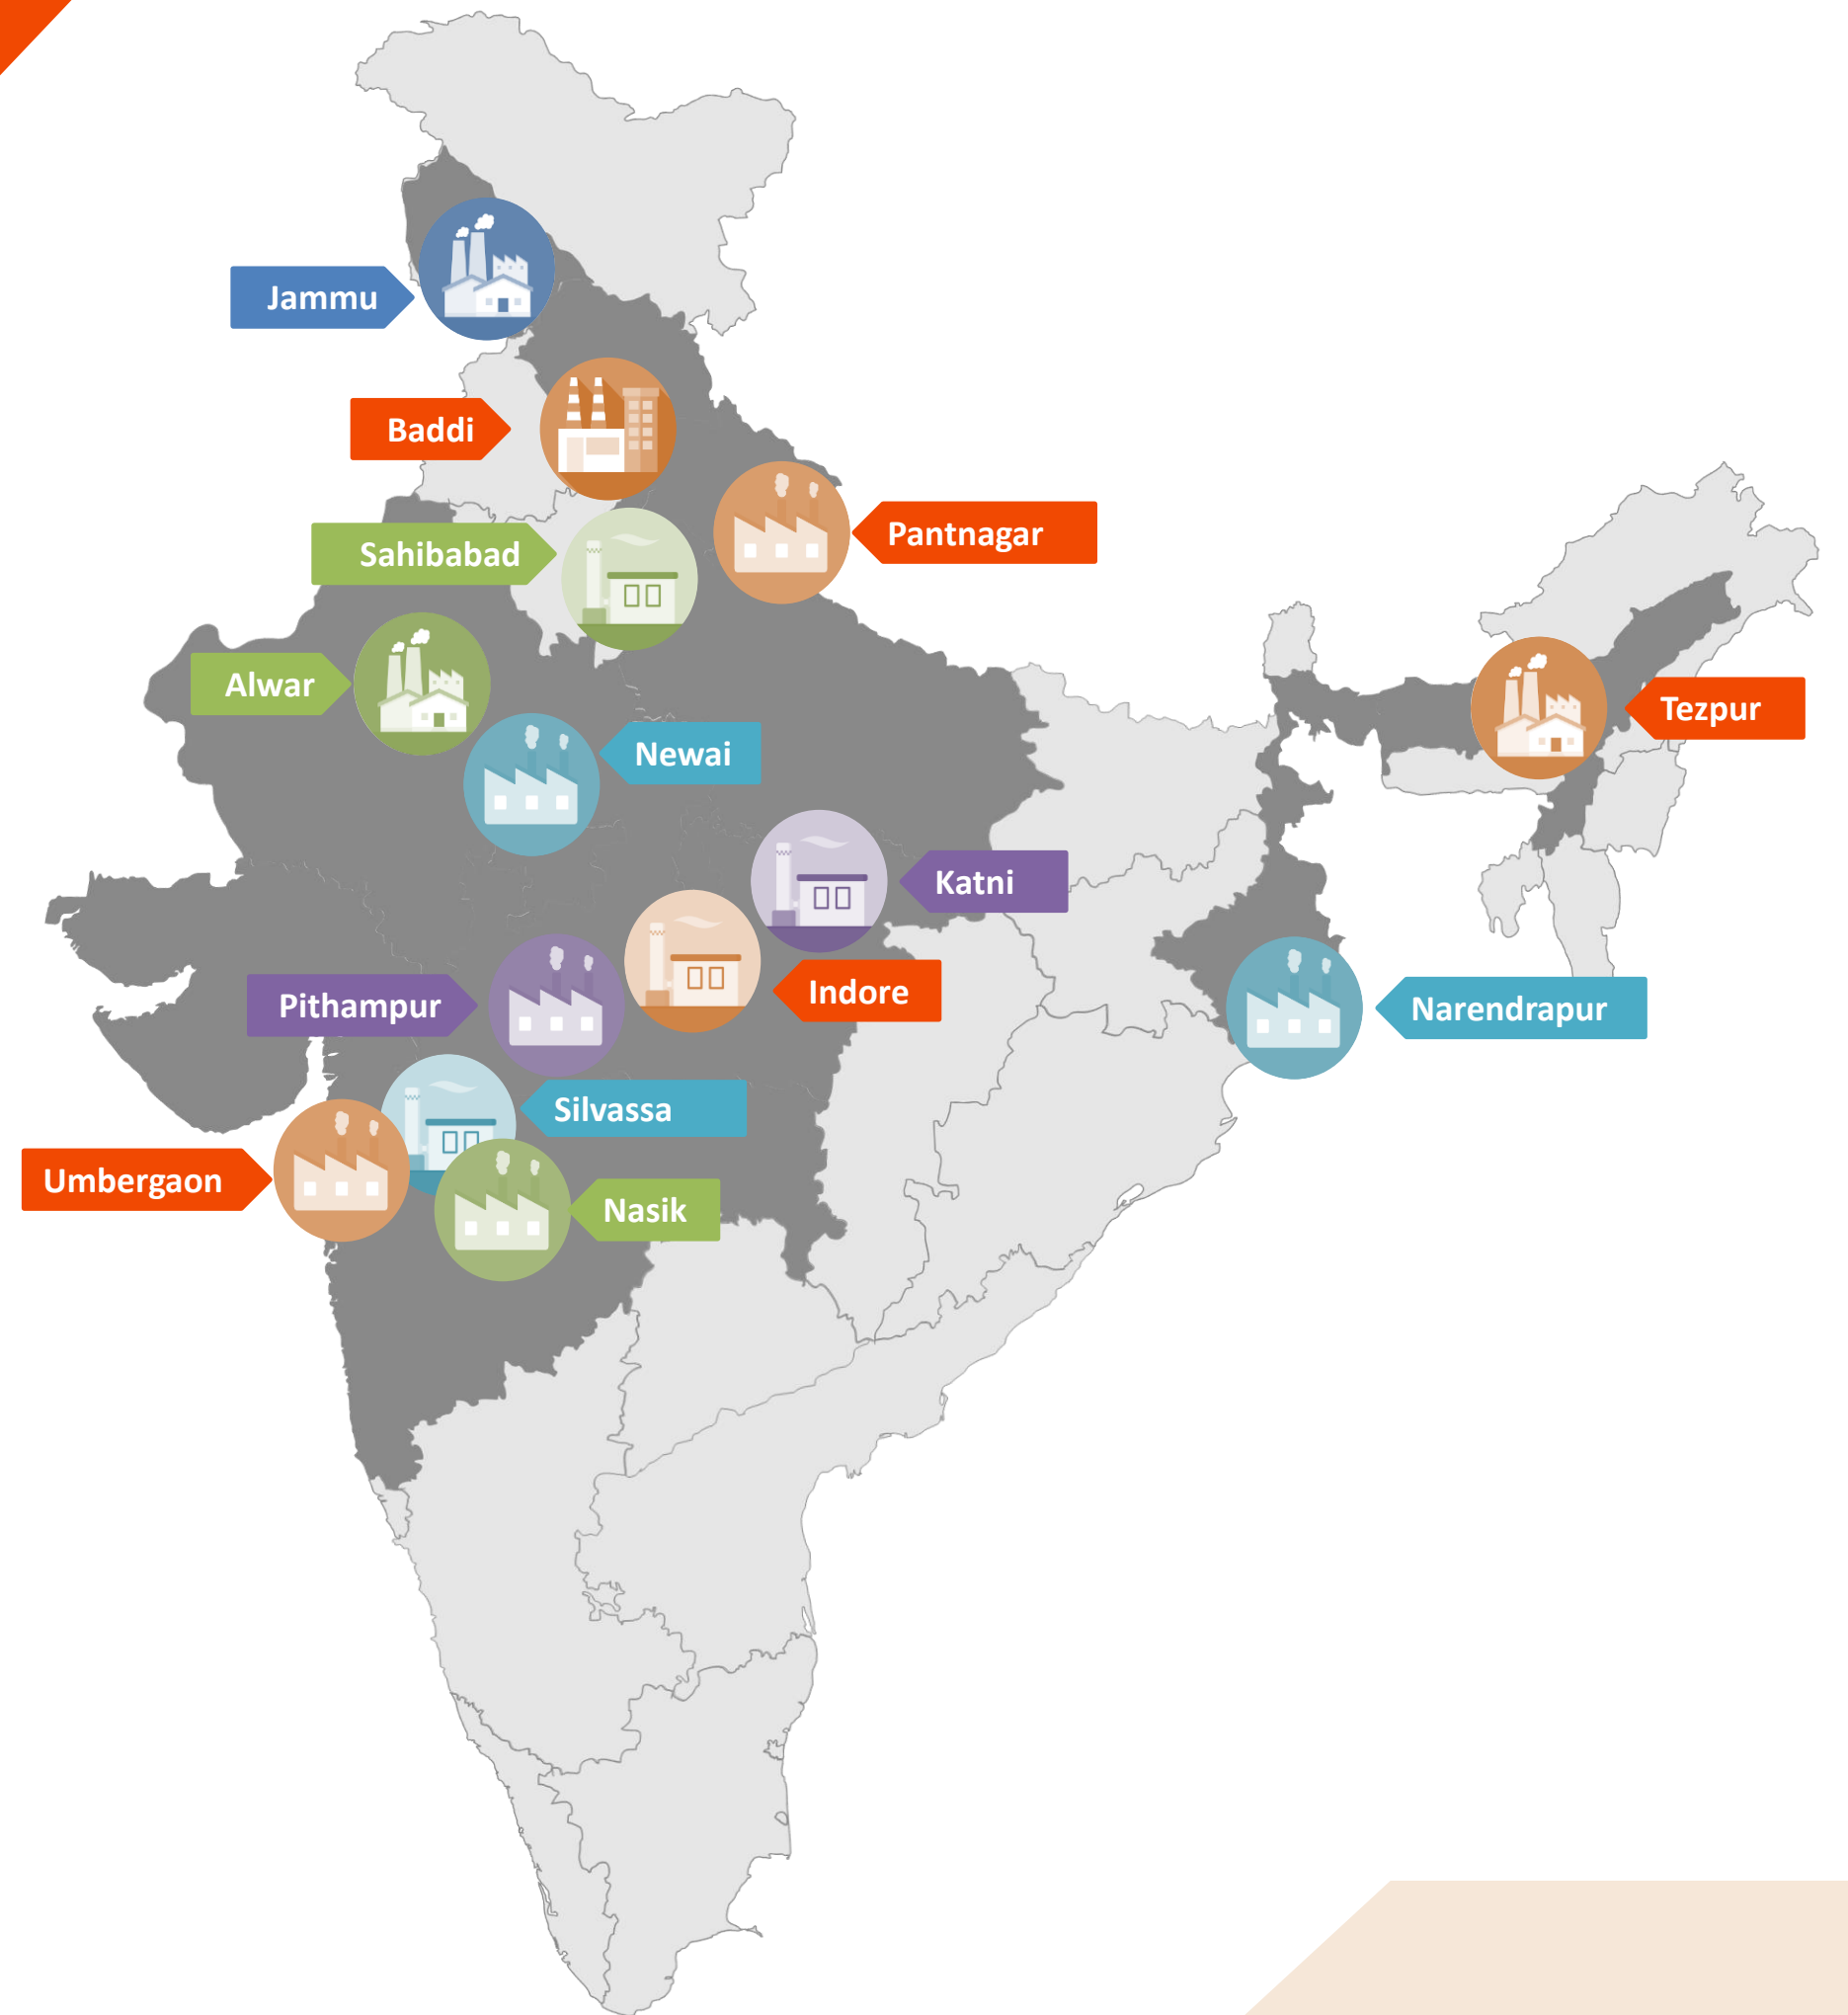 Jammu
Baddi
Pantnagar
Sahibabad
Alwar
Tezpur
Newai
Katni
Indore
Pithampur
Narendrapur
Silvassa
Umbergaon
Nasik